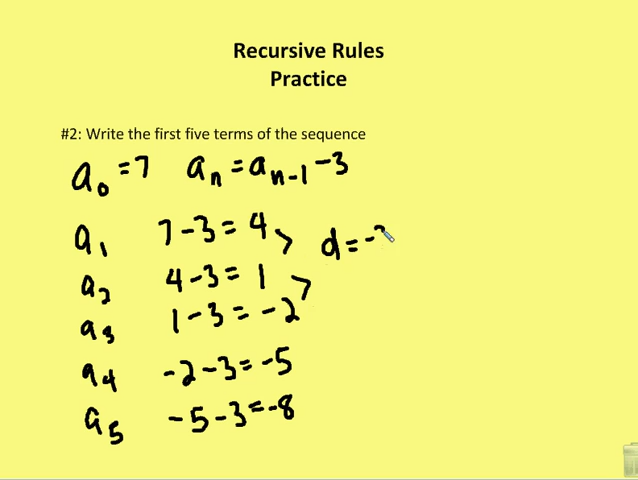 Recursive Rules
Practice
#2: Write the first five terms of the sequence
a₀ = 7 aₙ = aₙ₋₁ - 3
a₁ 7 - 3 = 4 >
d = -3
a₂ 4 - 3 = 1 >
a₃ 1 - 3 = -2
a₄ -2 - 3 = -5
a₅ -5 - 3 = -8